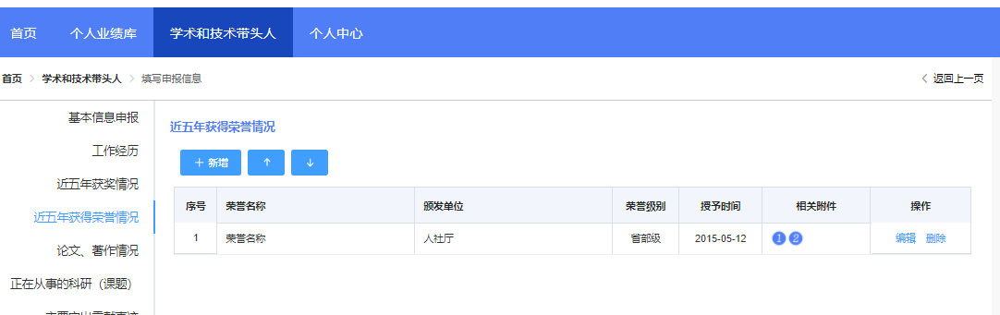 首页 个人业绩库 学术和技术带头人 个人中心
首页 > 学术和技术带头人 > 填写申报信息 < 返回上一页
基本信息申报
工作经历
近五年获奖情况
近五年获得荣誉情况
论文、著作情况
正在从事的科研（课题）
近五年获得荣誉情况
+ 新增 ↑ ↓
序号 荣誉名称 颁发单位 荣誉级别 授予时间 相关附件 操作
1 荣誉名称 人社厅 省部级 2015-05-12 1 2 编辑 删除